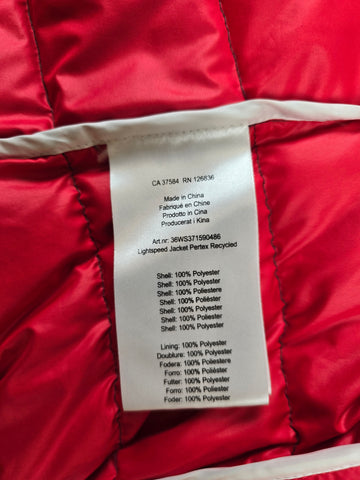 CA 37584 RN 126836
Made in China
Fabriqué en Chine
Prodotto in Cina
Producerat i Kina
Art.nr: 36WS371590486
Lightspeed Jacket Pertex Recycled
Shell: 100% Polyester
Shell: 100% Polyester
Shell: 100% Poliestere
Shell: 100% Poliéster
Shell: 100% Polyester
Shell: 100% Polyester
Shell: 100% Polyester
Lining: 100% Polyester
Doublure: 100% Polyester
Fodera: 100% Poliestere
Forro: 100% Poliéster
Futter: 100% Polyester
Forro: 100% Polyester
Foder: 100% Polyester